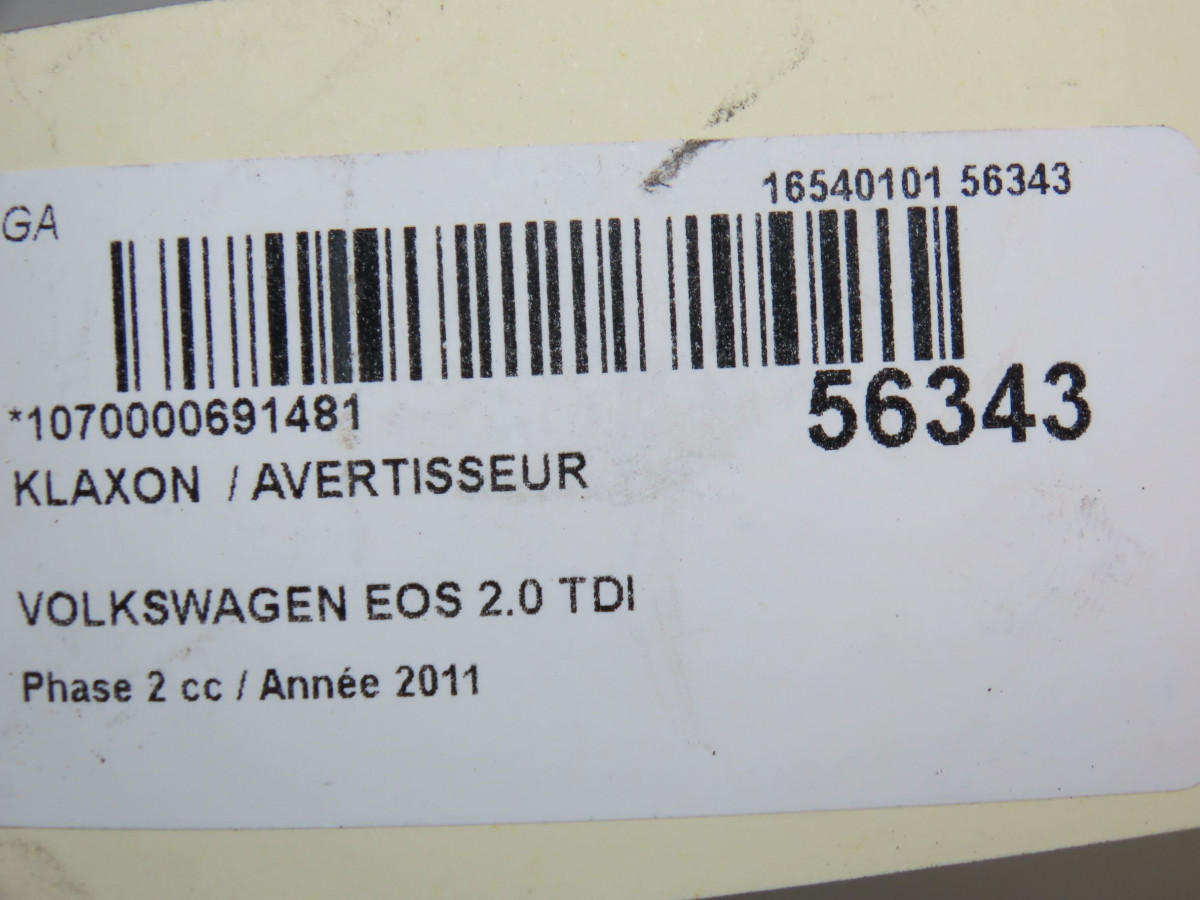 16540101 56343
GA
*1070000691481
56343
KLAXON / AVERTISSEUR
VOLKSWAGEN EOS 2.0 TDI
Phase 2 cc / Année 2011